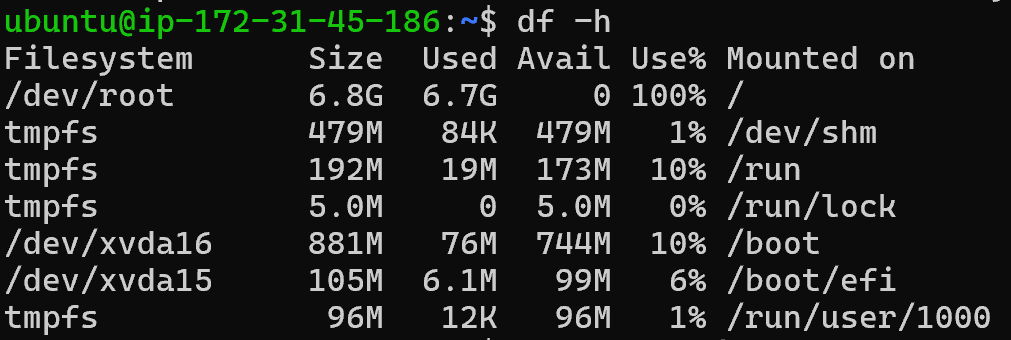 ubuntu@ip-172-31-45-186:~$ df -h
Filesystem      Size  Used Avail Use% Mounted on
/dev/root       6.8G  6.7G     0 100% /
tmpfs           479M   84K  479M   1% /dev/shm
tmpfs           192M   19M  173M  10% /run
tmpfs           5.0M     0  5.0M   0% /run/lock
/dev/xvda16     881M   76M  744M  10% /boot
/dev/xvda15     105M  6.1M   99M   6% /boot/efi
tmpfs            96M   12K   96M   1% /run/user/1000